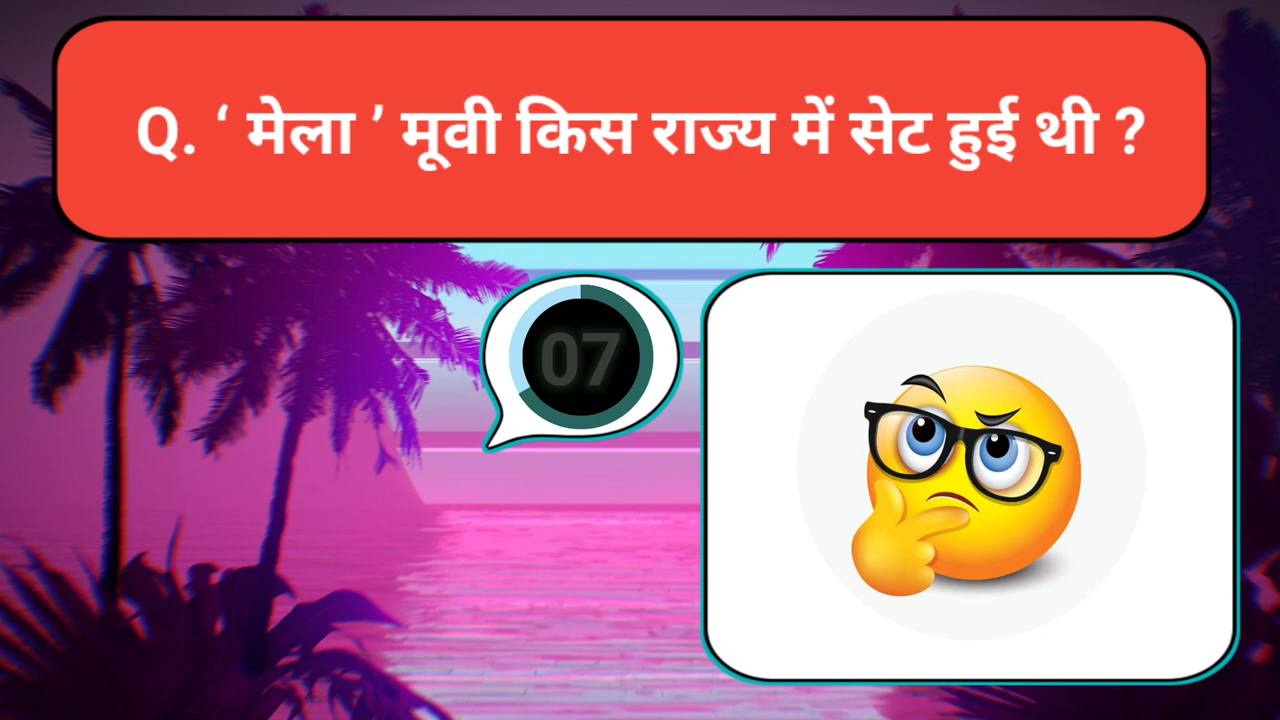 Q. ‘ मेला ’ मूवी किस राज्य में सेट हुई थी ?
07